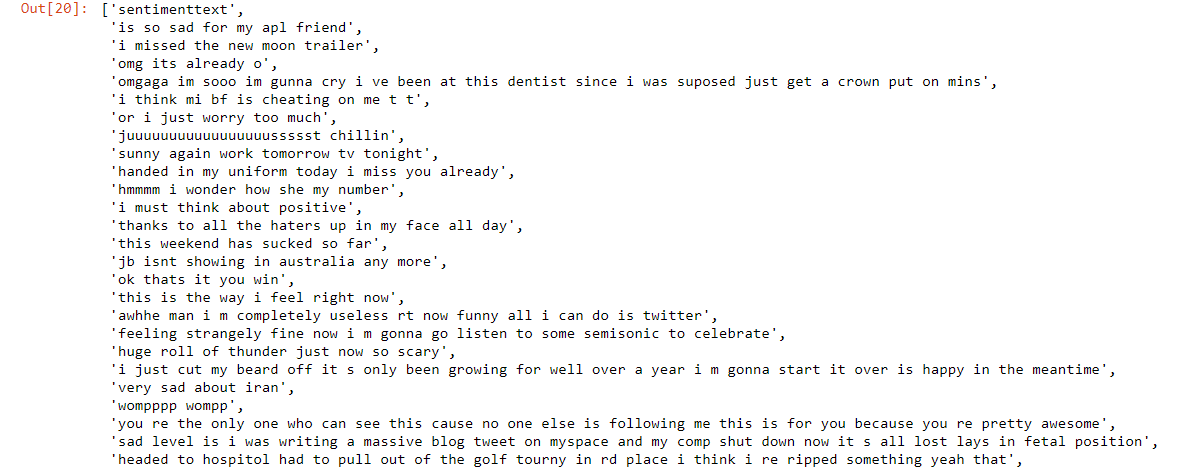 Out[20]: ['sentimenttext',
'is so sad for my apl friend',
'i missed the new moon trailer',
'omg its already o',
'omgaga im sooo im gunna cry i ve been at this dentist since i was suposed just get a crown put on mins',
'i think mi bf is cheating on me t t',
'or i just worry too much',
'juuuuuuuuuuuuuuuuussssst chillin',
'sunny again work tomorrow tv tonight',
'handed in my uniform today i miss you already',
'hmmmm i wonder how she my number',
'i must think about positive',
'thanks to all the haters up in my face all day',
'this weekend has sucked so far',
'jb isnt showing in australia any more',
'ok thats it you win',
'this is the way i feel right now',
'awhhe man i m completely useless rt now funny all i can do is twitter',
'feeling strangely fine now i m gonna go listen to some semisonic to celebrate',
'huge roll of thunder just now so scary',
'i just cut my beard off it s only been growing for well over a year i m gonna start it over is happy in the meantime',
'very sad about iran',
'wompppp wompp',
'you re the only one who can see this cause no one else is following me this is for you because you re pretty awesome',
'sad level is i was writing a massive blog tweet on myspace and my comp shut down now it s all lost lays in fetal position',
'headed to hospitol had to pull out of the golf tourny in rd place i think i re ripped something yeah that',